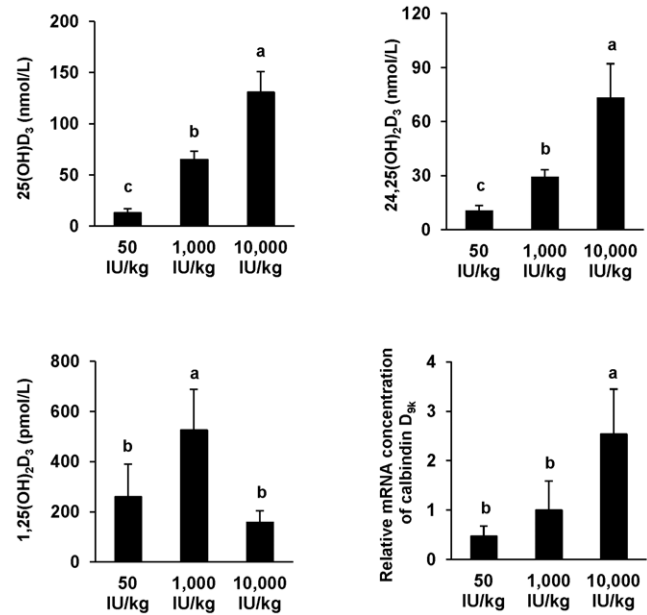 25(OH)D3 (nmol/L)
200
150
100
50
0
c
b
a
50
IU/kg
1,000
IU/kg
10,000
IU/kg
24,25(OH)2D3 (nmol/L)
120
90
60
30
0
c
b
a
50
IU/kg
1,000
IU/kg
10,000
IU/kg
1,25(OH)2D3 (pmol/L)
800
600
400
200
0
b
a
b
50
IU/kg
1,000
IU/kg
10,000
IU/kg
Relative mRNA concentration
of calbindin D9k
4
3
2
1
0
b
b
a
50
IU/kg
1,000
IU/kg
10,000
IU/kg